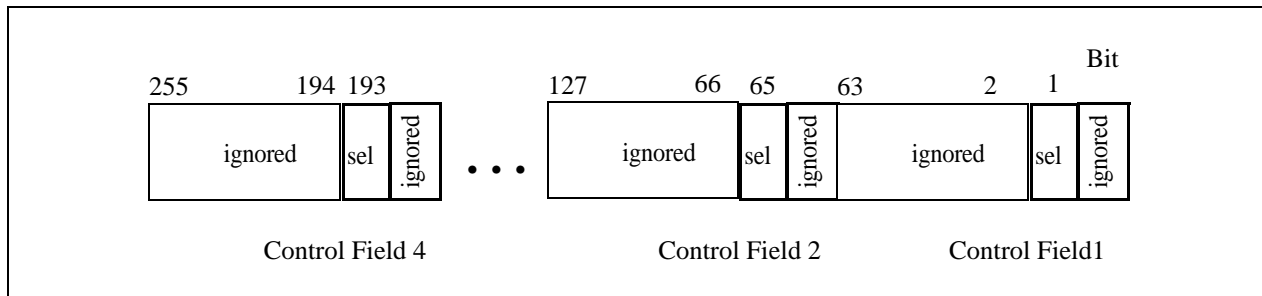 Bit
255 194 193 127 66 65 63 2 1
ignored sel ignored . . . ignored sel ignored ignored sel ignored
Control Field 4 Control Field 2 Control Field1